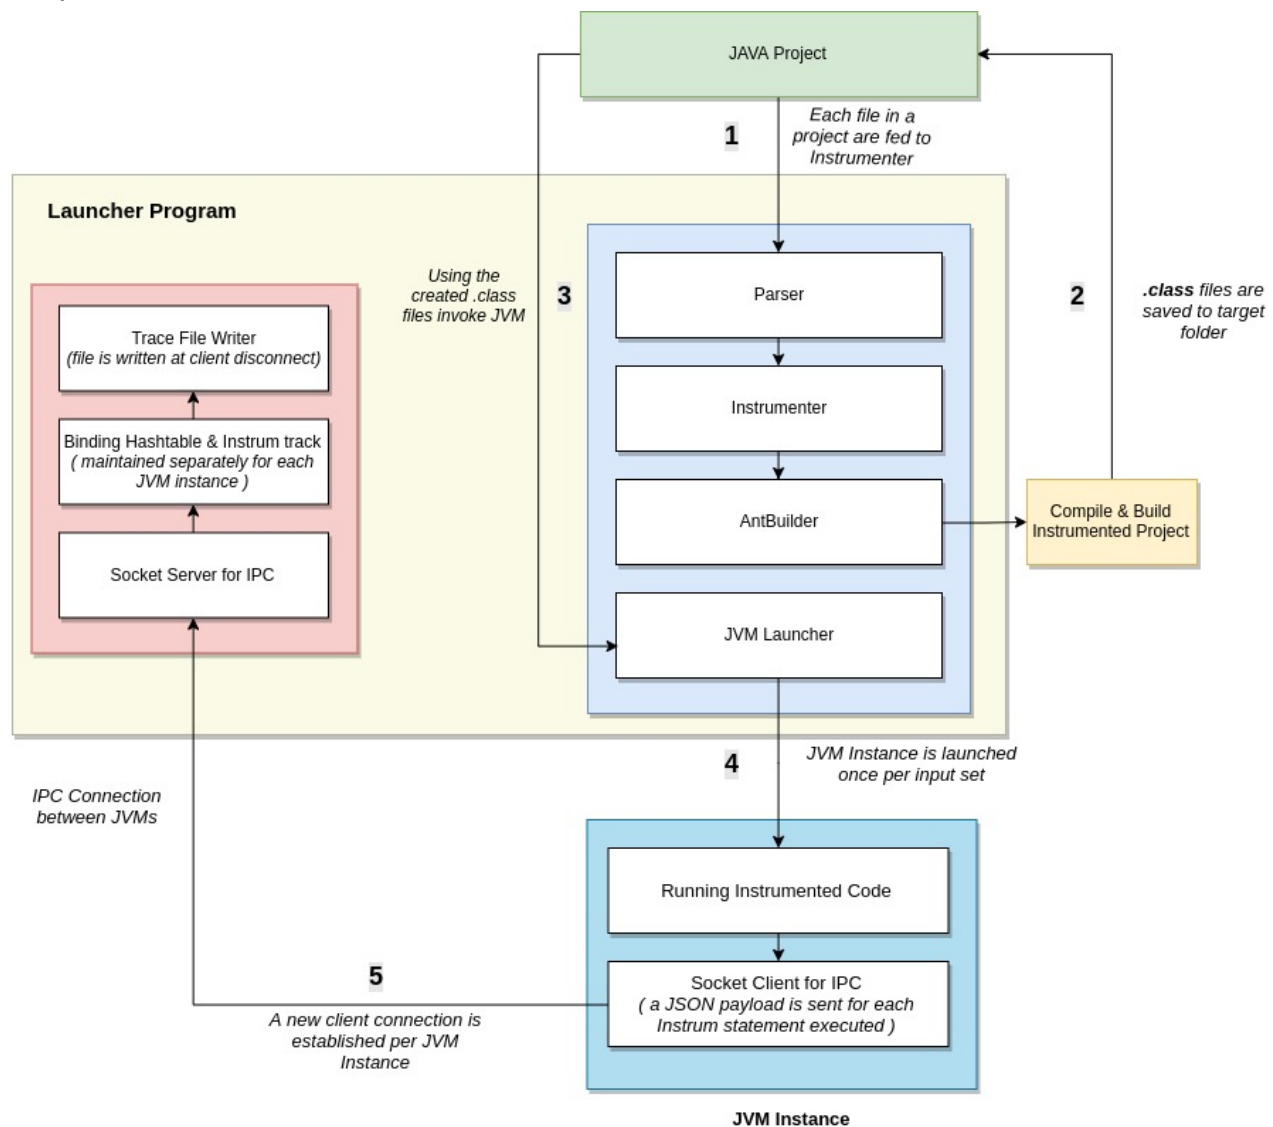 JAVA Project
1
Each file in a
project are fed to
Instrumenter
Launcher Program
Using the
created .class
files invoke JVM
3
Parser
2
.class files are
saved to target
folder
Trace File Writer
(file is written at client disconnect)
Instrumenter
Binding Hashtable & Instrum track
( maintained separately for each
JVM instance )
AntBuilder
Compile & Build
Instrumented Project
Socket Server for IPC
JVM Launcher
4
JVM Instance is launched
once per input set
IPC Connection
between JVMs
Running Instrumented Code
5
A new client connection is
established per JVM
Instance
Socket Client for IPC
( a JSON payload is sent for each
Instrum statement executed )
JVM Instance